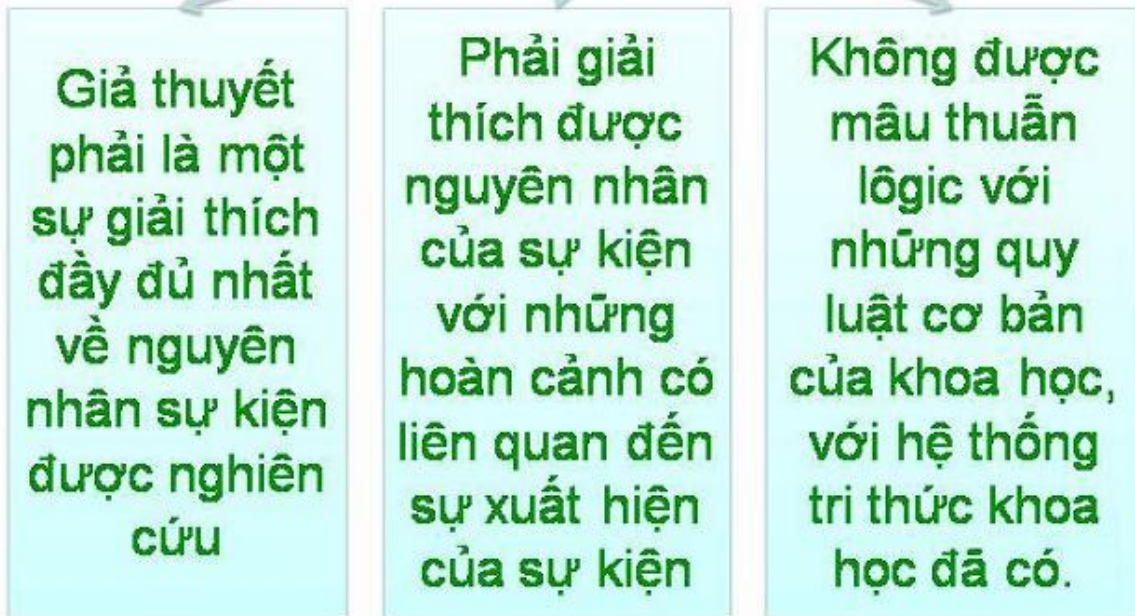 Giả thuyết
phải là một
sự giải thích
đầy đủ nhất
về nguyên
nhân sự kiện
được nghiên
cứu
Phải giải
thích được
nguyên nhân
của sự kiện
với những
hoàn cảnh có
liên quan đến
sự xuất hiện
của sự kiện
Không được
mâu thuẫn
lôgic với
những quy
luật cơ bản
của khoa học,
với hệ thống
tri thức khoa
học đã có.